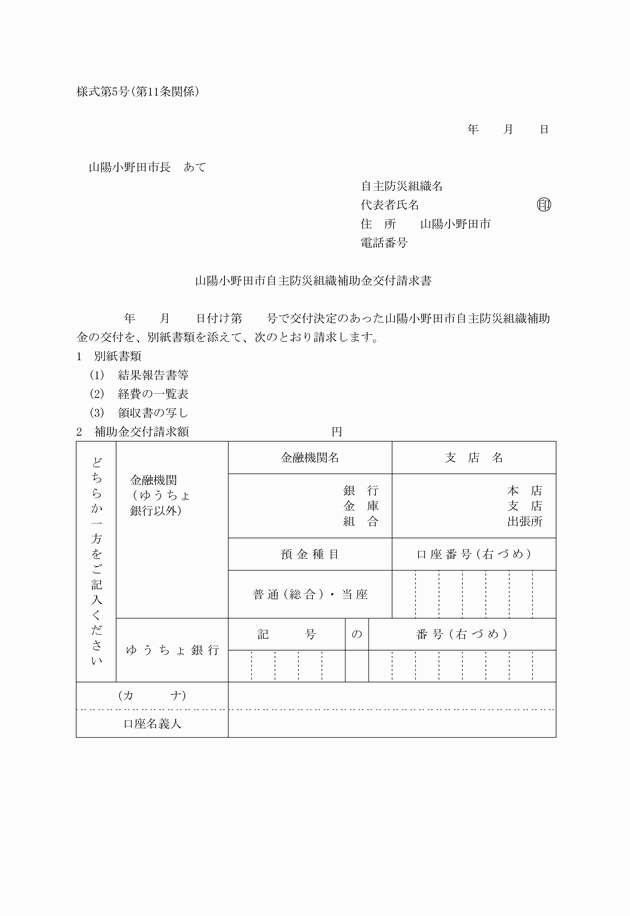 様式第5号(第11条関係)
年　月　日
山陽小野田市長　あて
自主防災組織名
代表者氏名　㊞
住　所　山陽小野田市
電話番号
山陽小野田市自主防災組織補助金交付請求書
年　月　日付け第　号で交付決定のあった山陽小野田市自主防災組織補助
金の交付を、別紙書類を添えて、次のとおり請求します。
1　別紙書類
(1)　結果報告書等
(2)　経費の一覧表
(3)　領収書の写し
2　補助金交付請求額　円
どちらか一方をご記入ください
金融機関
(ゆうちょ
銀行以外)
金融機関名
支　店　名
銀　行
金　庫
組　合
本　店
支　店
出張所
預金種目
口座番号(右づめ)
普通(総合)・当座
ゆうちょ銀行
記　号
の
番号(右づめ)
(カ　ナ)
口座名義人